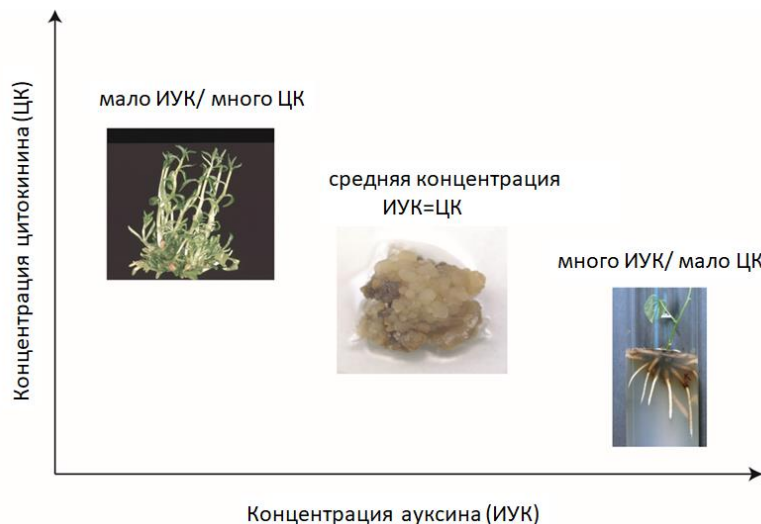 Концентрация цитокинина (ЦК)
мало ИУК/ много ЦК
средняя концентрация
ИУК=ЦК
много ИУК/ мало ЦК
Концентрация ауксина (ИУК)